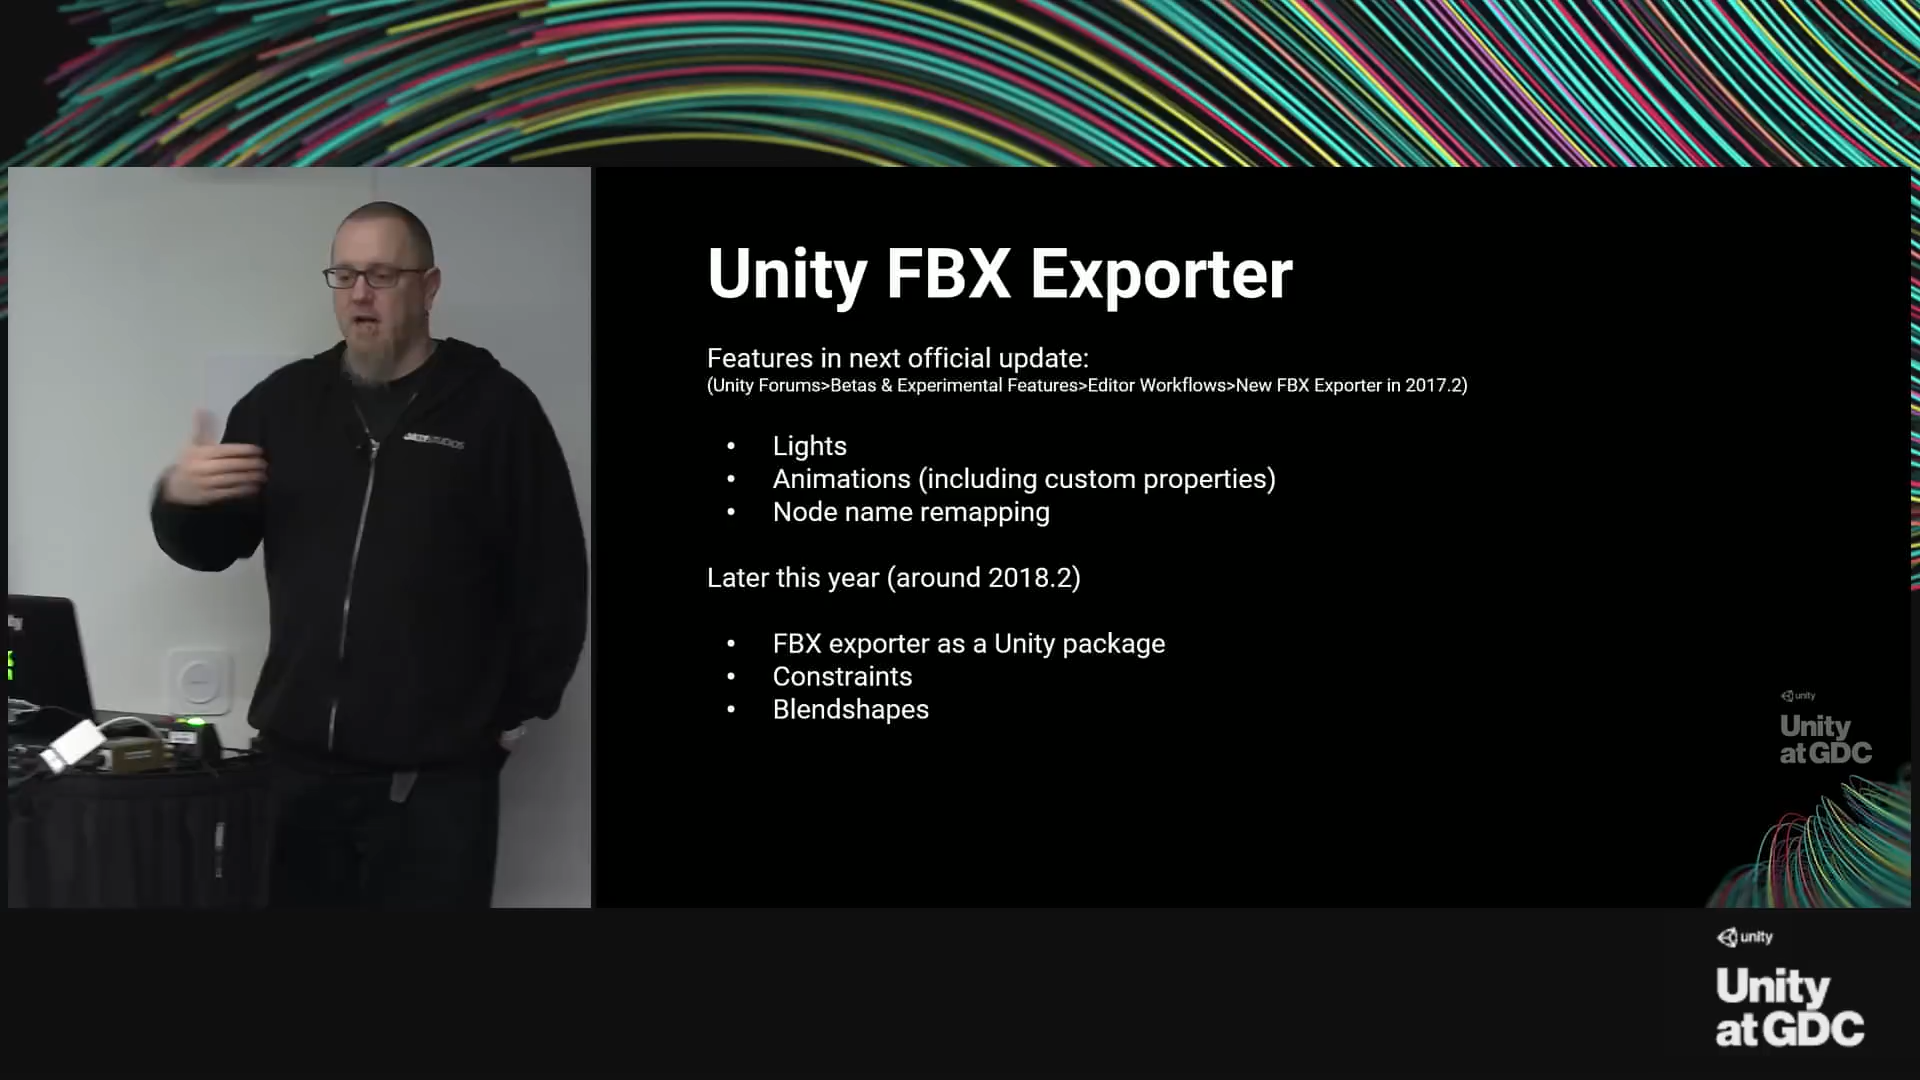 Unity FBX Exporter
Features in next official update:
(Unity Forums>Betas & Experimental Features>Editor Workflows>New FBX Exporter in 2017.2)
• Lights
• Animations (including custom properties)
• Node name remapping
Later this year (around 2018.2)
• FBX exporter as a Unity package
• Constraints
• Blendshapes
unity
Unity
at GDC
unity
Unity
at GDC